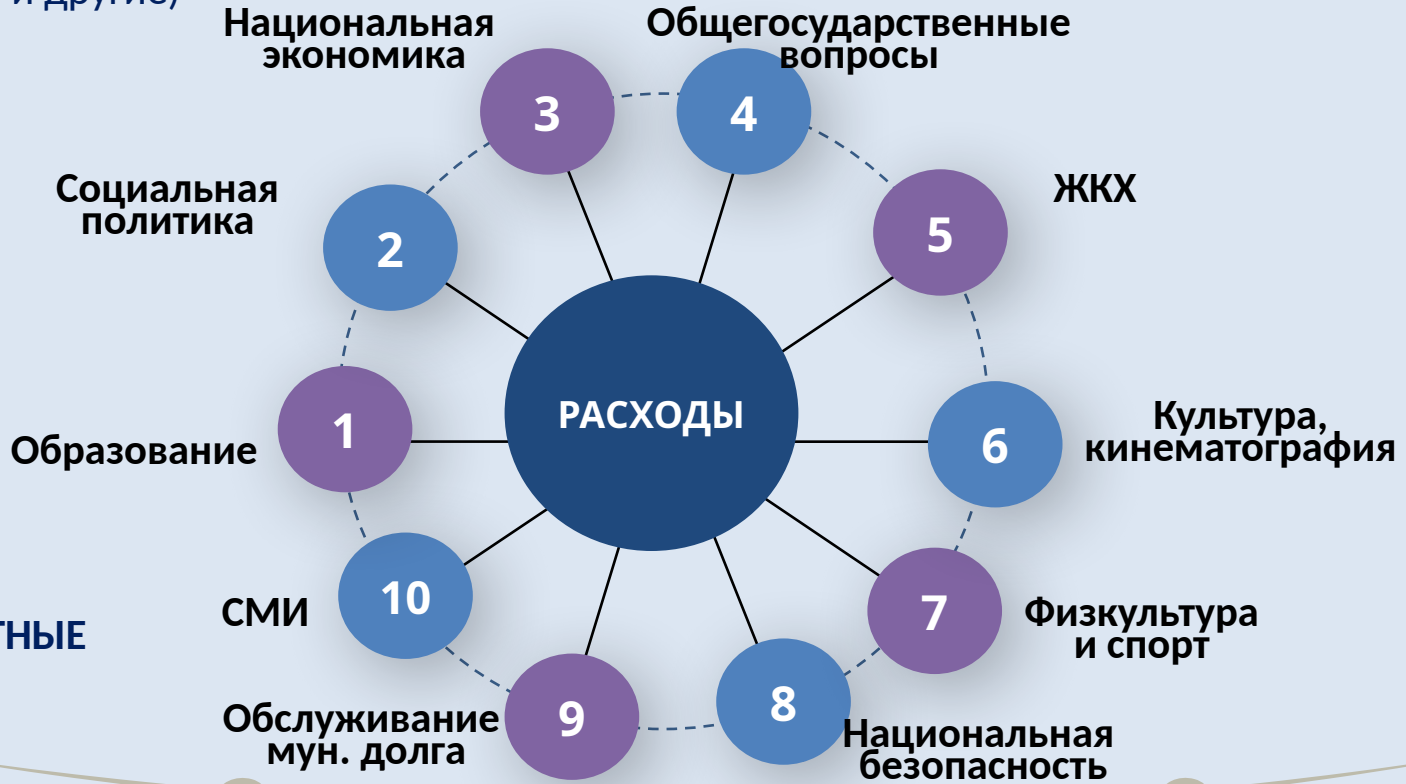 и другие)
Национальная
экономика
Общегосударственные
вопросы
3
4
Социальная
политика
ЖКХ
2
5
РАСХОДЫ
Образование
1
6
Культура,
кинематография
СМИ
10
7
Физкультура
и спорт
ТНЫЕ
Обслуживание
мун. долга
9
8
Национальная
безопасность